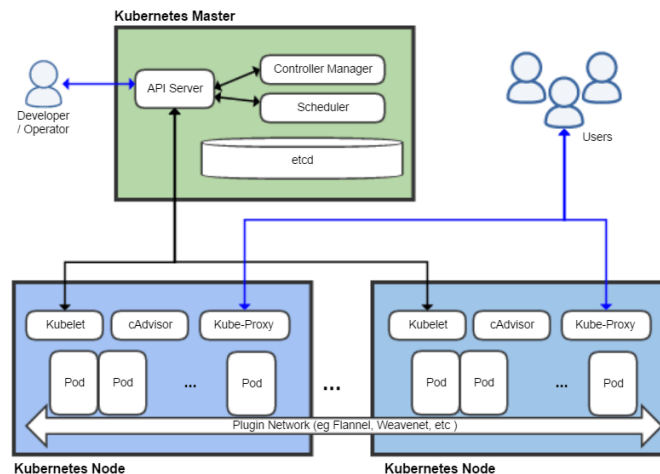 Kubernetes Master
API Server
Controller Manager
Scheduler
etcd
Developer
/ Operator
Users
Kubelet
cAdvisor
Kube-Proxy
Pod
Pod
...
Pod
...
Kubelet
cAdvisor
Kube-Proxy
Pod
Pod
...
Pod
Plugin Network (eg Flannel, Weavenet, etc )
Kubernetes Node
Kubernetes Node